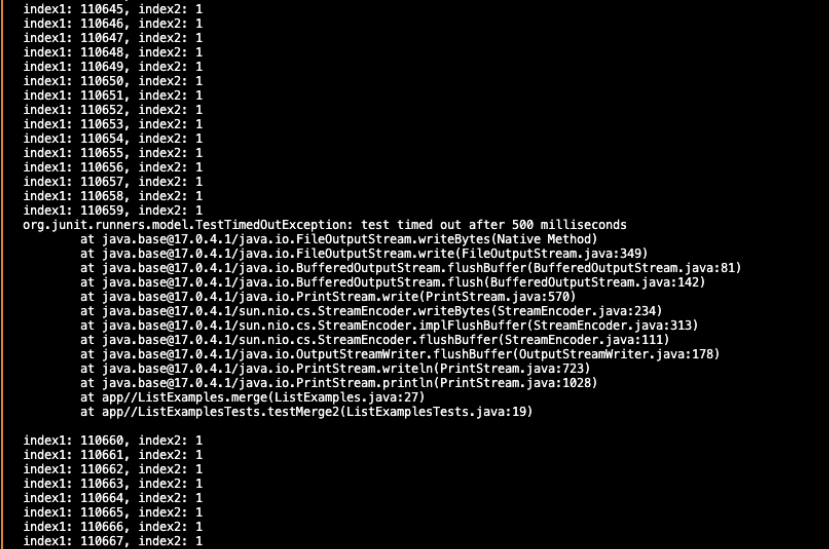 index1: 110645, index2: 1
index1: 110646, index2: 1
index1: 110647, index2: 1
index1: 110648, index2: 1
index1: 110649, index2: 1
index1: 110650, index2: 1
index1: 110651, index2: 1
index1: 110652, index2: 1
index1: 110653, index2: 1
index1: 110654, index2: 1
index1: 110655, index2: 1
index1: 110656, index2: 1
index1: 110657, index2: 1
index1: 110658, index2: 1
index1: 110659, index2: 1
org.junit.runners.model.TestTimedOutException: test timed out after 500 milliseconds
at java.base@17.0.4.1/java.io.FileOutputStream.writeBytes(Native Method)
at java.base@17.0.4.1/java.io.FileOutputStream.write(FileOutputStream.java:349)
at java.base@17.0.4.1/java.io.BufferedOutputStream.flushBuffer(BufferedOutputStream.java:81)
at java.base@17.0.4.1/java.io.BufferedOutputStream.flush(BufferedOutputStream.java:142)
at java.base@17.0.4.1/java.io.PrintStream.write(PrintStream.java:570)
at java.base@17.0.4.1/sun.nio.cs.StreamEncoder.writeBytes(StreamEncoder.java:234)
at java.base@17.0.4.1/sun.nio.cs.StreamEncoder.implFlushBuffer(StreamEncoder.java:313)
at java.base@17.0.4.1/sun.nio.cs.StreamEncoder.flushBuffer(StreamEncoder.java:111)
at java.base@17.0.4.1/java.io.OutputStreamWriter.flushBuffer(OutputStreamWriter.java:178)
at java.base@17.0.4.1/java.io.PrintStream.writeln(PrintStream.java:723)
at java.base@17.0.4.1/java.io.PrintStream.println(PrintStream.java:1028)
at app//ListExamples.merge(ListExamples.java:27)
at app//ListExamplesTests.testMerge2(ListExamplesTests.java:19)
index1: 110660, index2: 1
index1: 110661, index2: 1
index1: 110662, index2: 1
index1: 110663, index2: 1
index1: 110664, index2: 1
index1: 110665, index2: 1
index1: 110666, index2: 1
index1: 110667, index2: 1